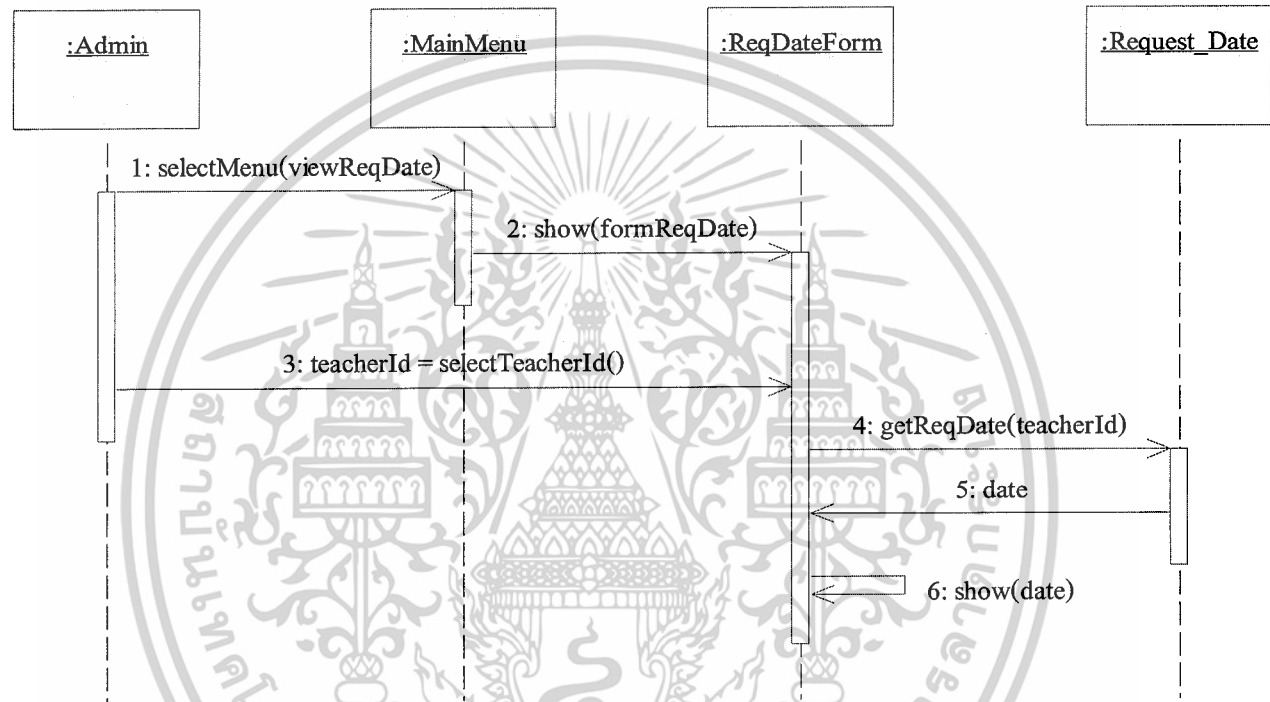 :Admin
:MainMenu
:ReqDateForm
:Request_Date
1: selectMenu(viewReqDate)
2: show(formReqDate)
3: teacherId = selectTeacherId()
4: getReqDate(teacherId)
5: date
6: show(date)